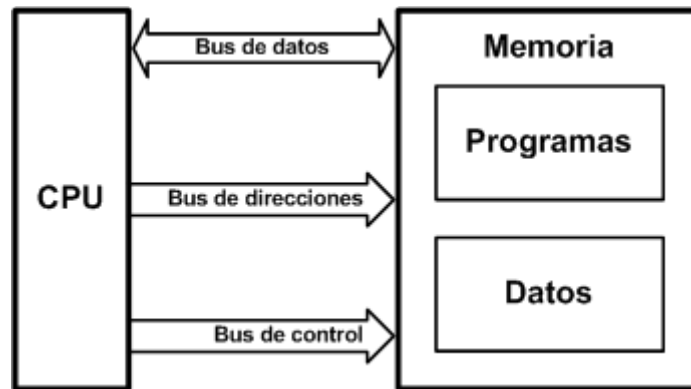 Bus de datos
Memoria
Programas
CPU
Bus de direcciones
Datos
Bus de control